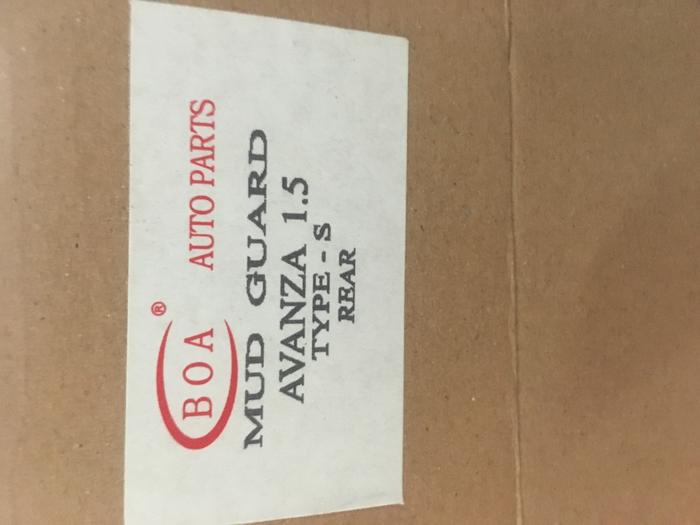 BOA® AUTO PARTS
MUD GUARD
AVANZA 1.5
TYPE - S
REAR